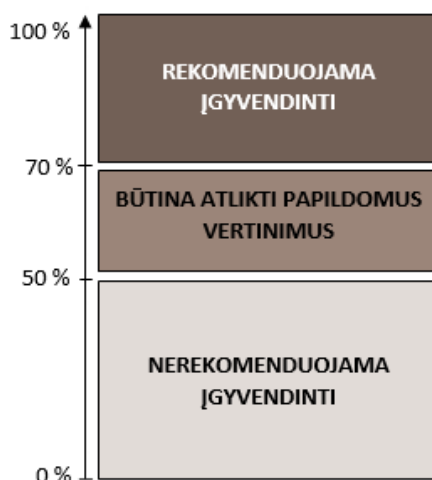 100 %
REKOMENDUOJAMA
ĮGYVENDINTI
70 %
BŪTINA ATLIKTI PAPILDOMUS
VERTINIMUS
50 %
NEREKOMENDUOJAMA
ĮGYVENDINTI
0 %